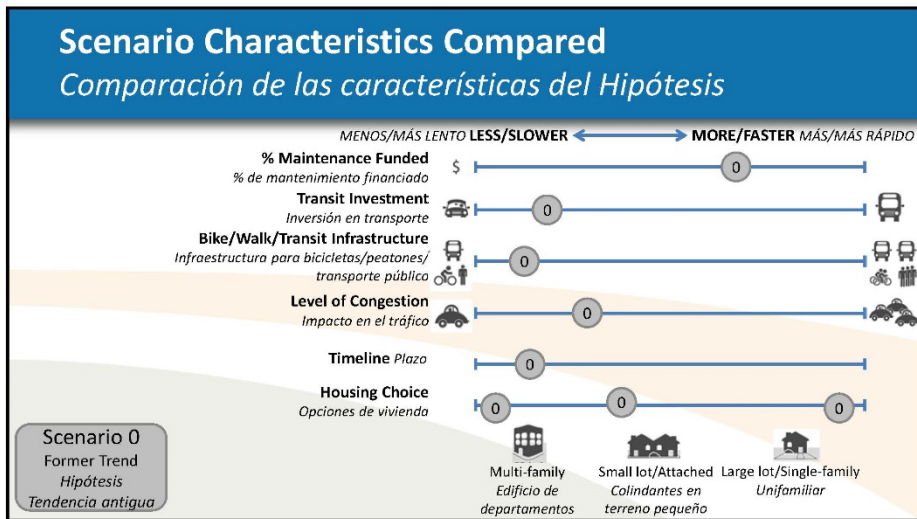 Scenario Characteristics Compared
Comparación de las características del Hipótesis
MENOS/MÁS LENTO LESS/SLOWER MORE/FASTER MÁS/MÁS RÁPIDO
% Maintenance Funded
% de mantenimiento financiado
$
0
Transit Investment
Inversión en transporte
0
Bike/Walk/Transit Infrastructure
Infraestructura para bicicletas/peatones/
transporte público
0
Level of Congestion
Impacto en el tráfico
0
Timeline Plazo
0
Housing Choice
Opciones de vivienda
0 0 0
Multi-family
Edificio de
departamentos
Small lot/Attached
Colindantes en
terreno pequeño
Large lot/Single-family
Unifamiliar
Scenario 0
Former Trend
Hipótesis
Tendencia antigua